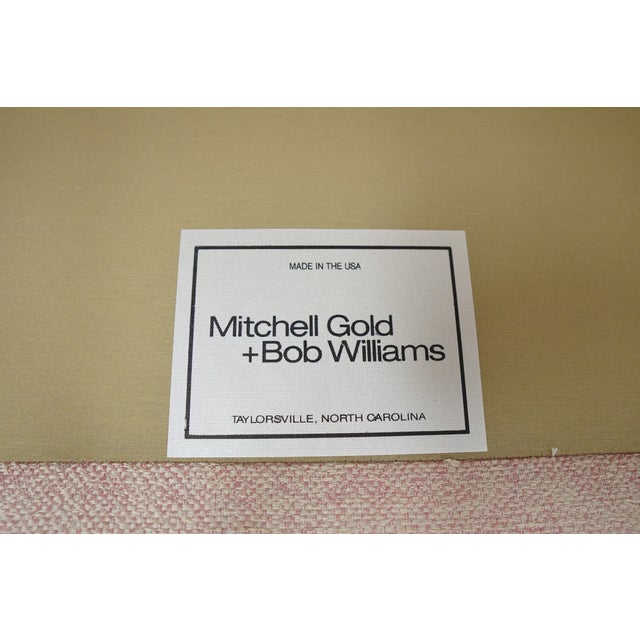 MADE IN THE USA
Mitchell Gold
+Bob Williams
TAYLORSVILLE, NORTH CAROLINA